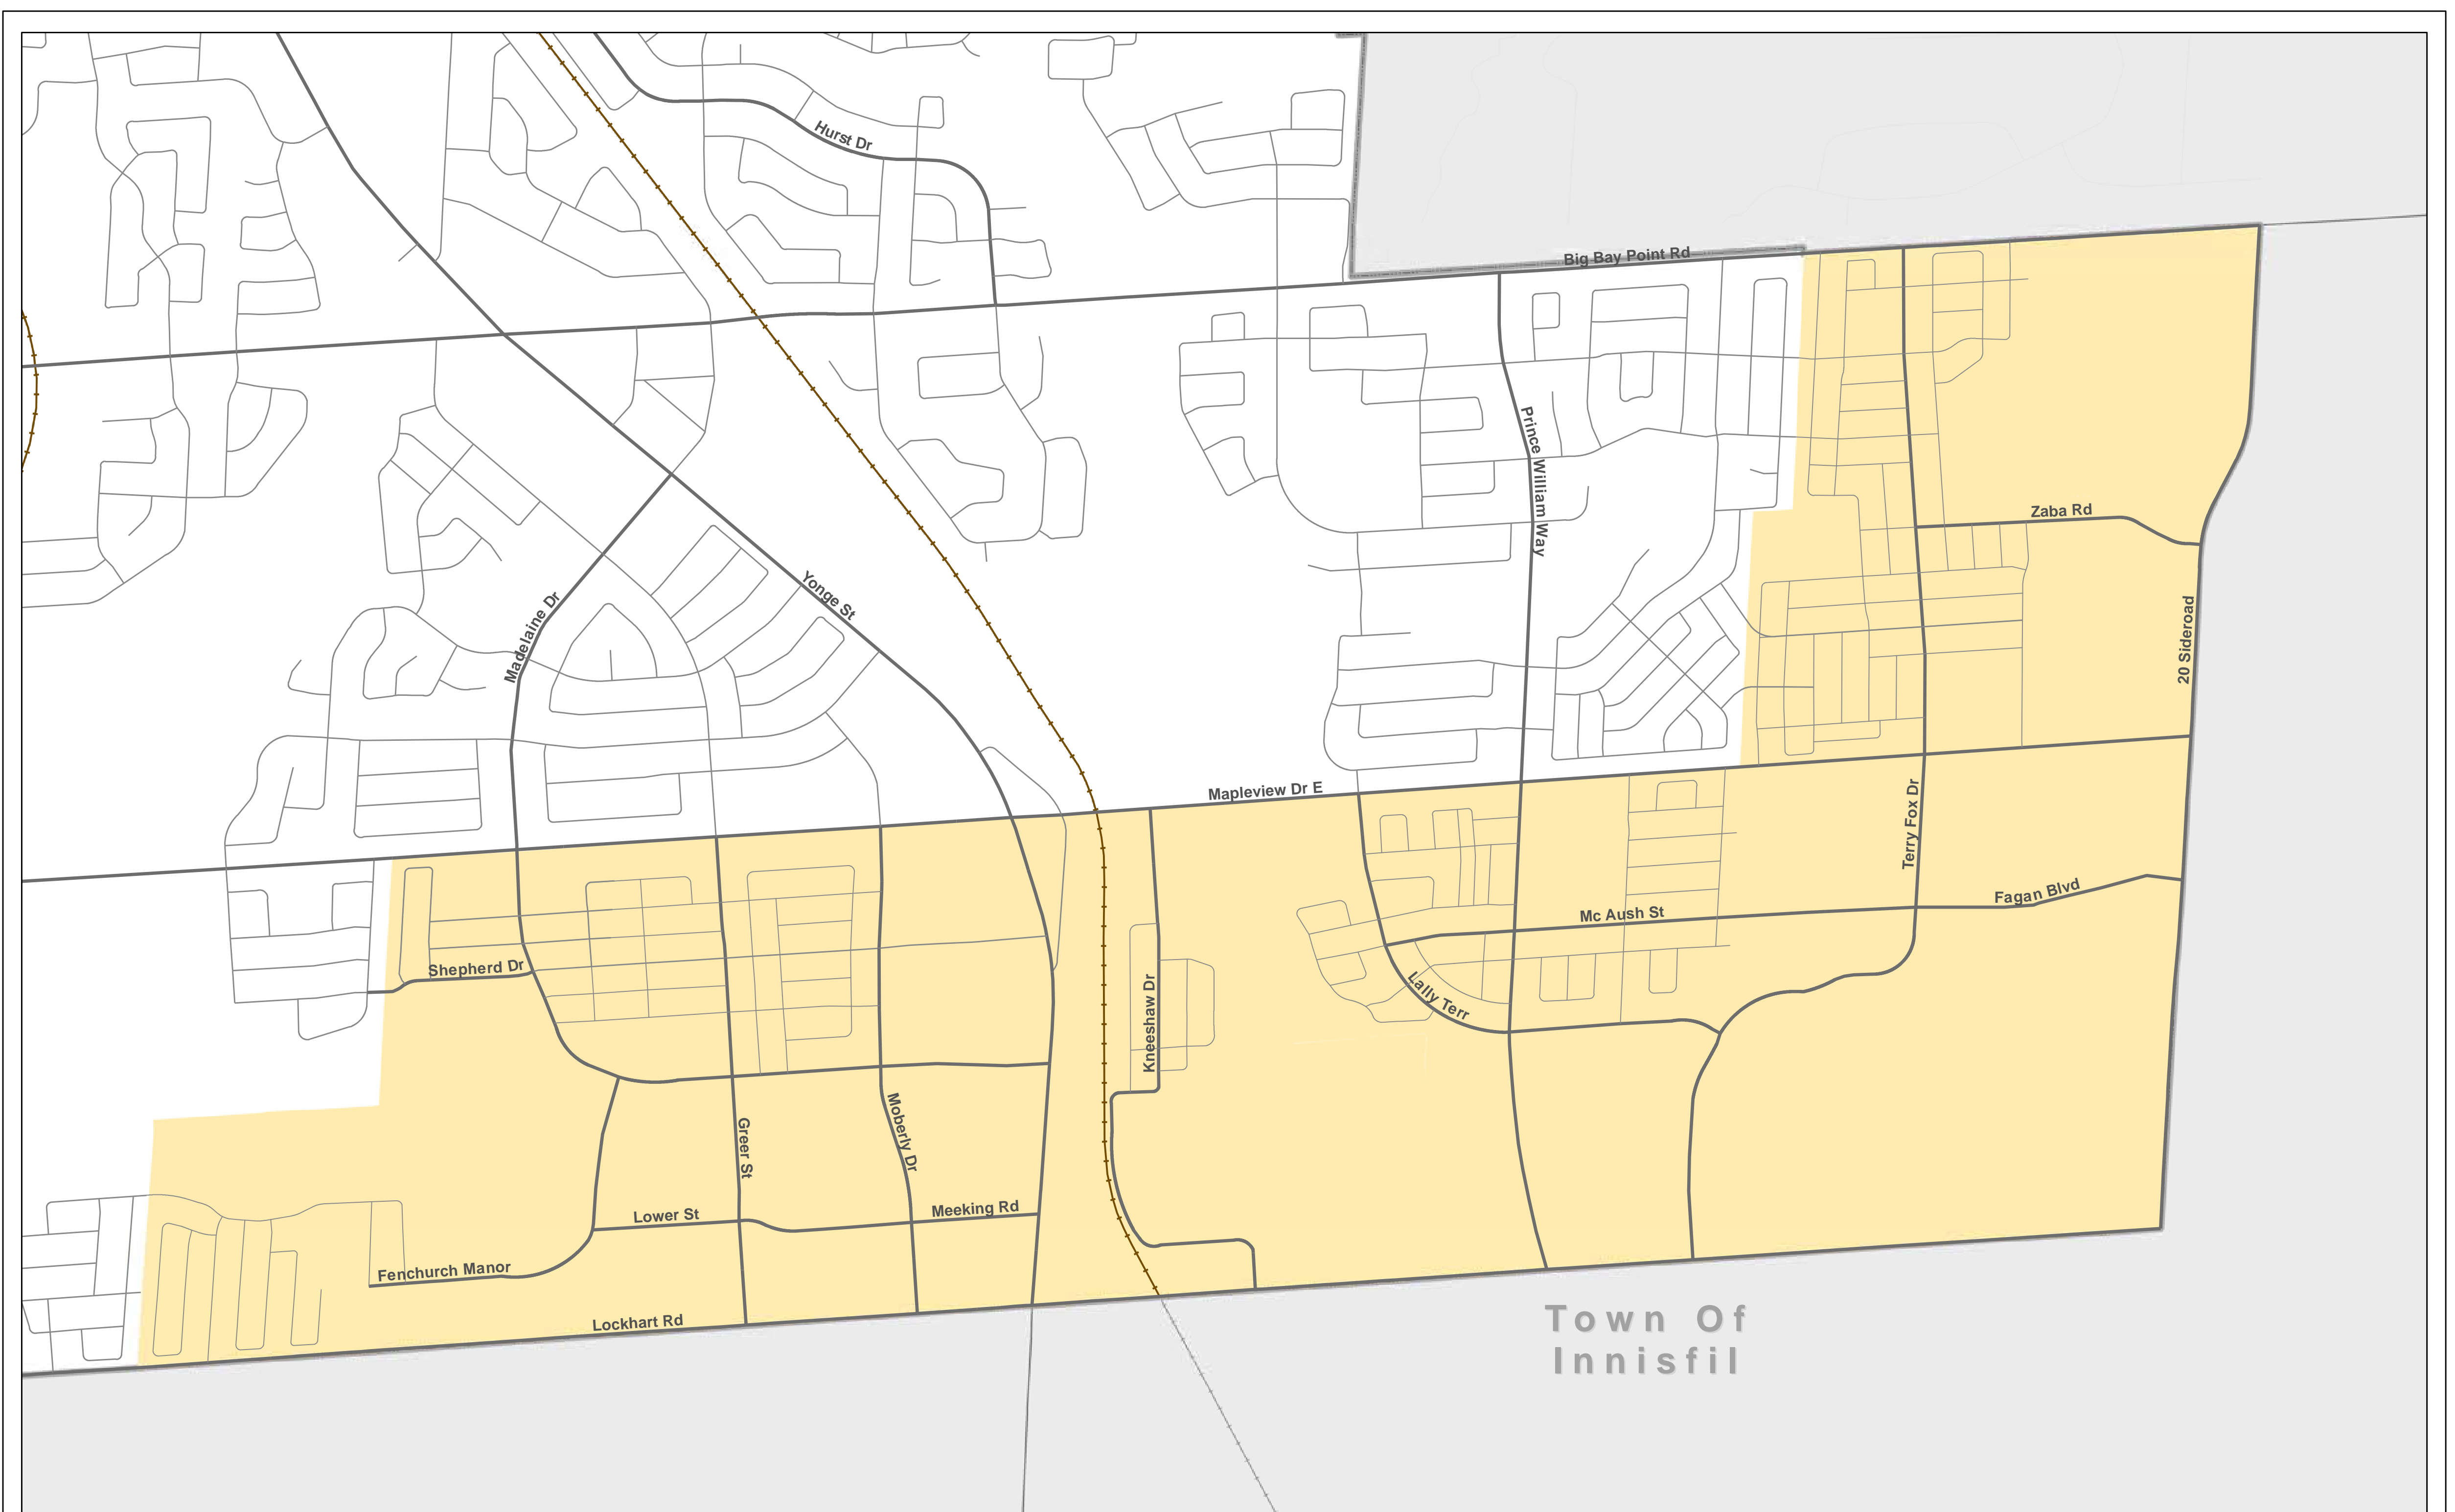 Hurst Dr
Big Bay Point Rd
Prince William Way
Zaba Rd
Yonge St
Madelaine Dr
20 Sideroad
Mapleview Dr E
Terry Fox Dr
Fagan Blvd
Mc Aush St
Shepherd Dr
Lally Terr
Kneeshaw Dr
Greer St
Moberly Dr
Lower St
Meeking Rd
Fenchurch Manor
Lockhart Rd
Town Of
Innisfil